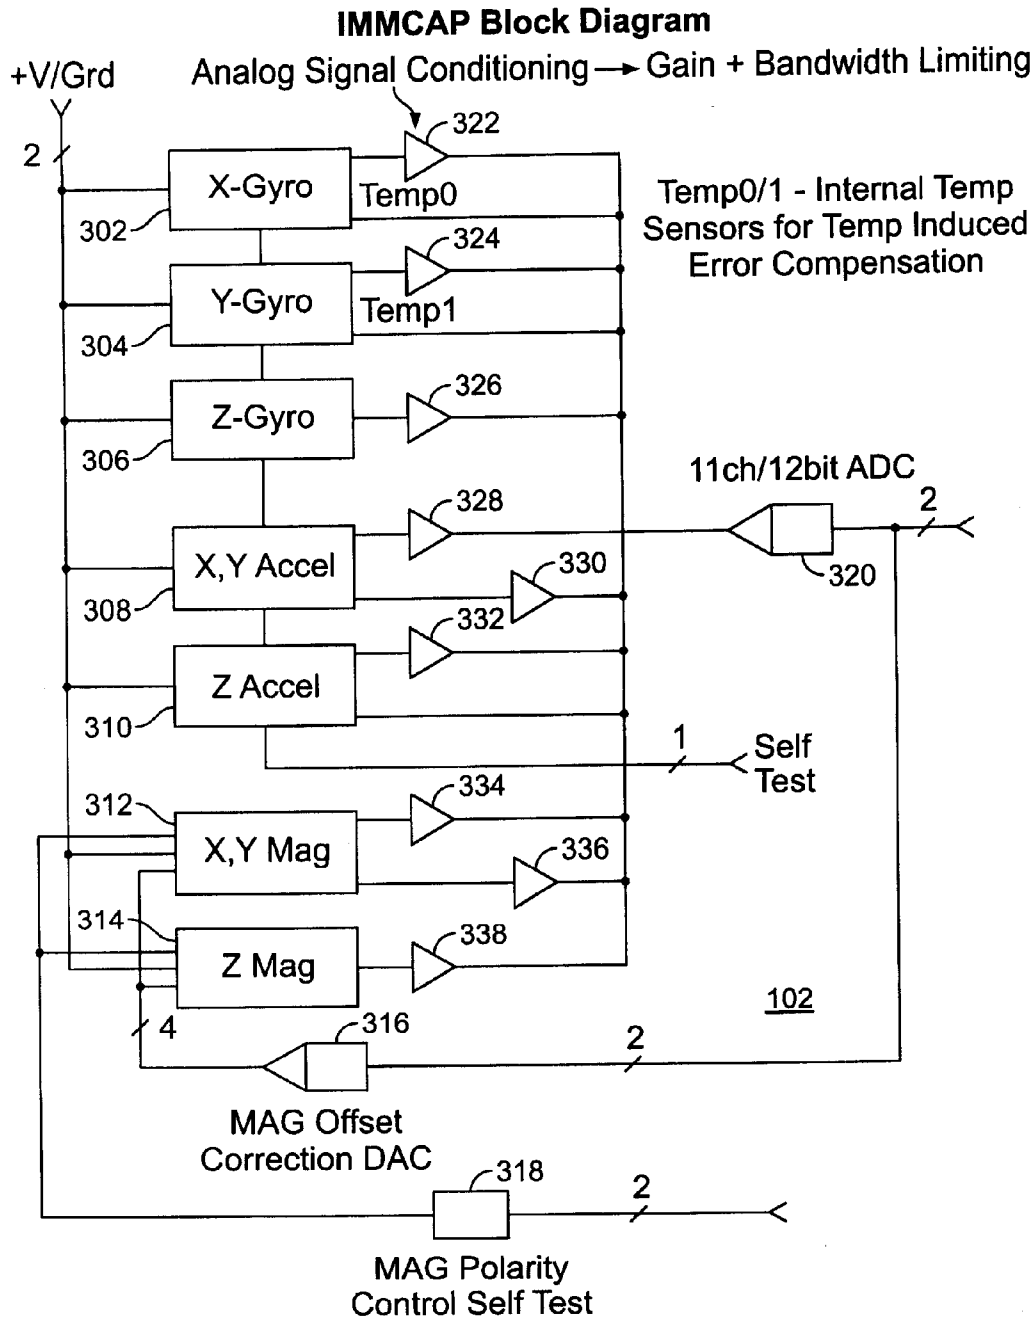 IMMCAP Block Diagram
+V/Grd
Analog Signal Conditioning → Gain + Bandwidth Limiting
322
2
X-Gyro
Temp0
302
Temp0/1 - Internal Temp
Sensors for Temp Induced
Error Compensation
324
Y-Gyro
Temp1
304
326
Z-Gyro
306
11ch/12bit ADC
328
2
X,Y Accel
330
320
308
332
Z Accel
310
1
Self
Test
334
312
X,Y Mag
336
314
338
Z Mag
102
4
316
2
MAG Offset
Correction DAC
318
2
MAG Polarity
Control Self Test